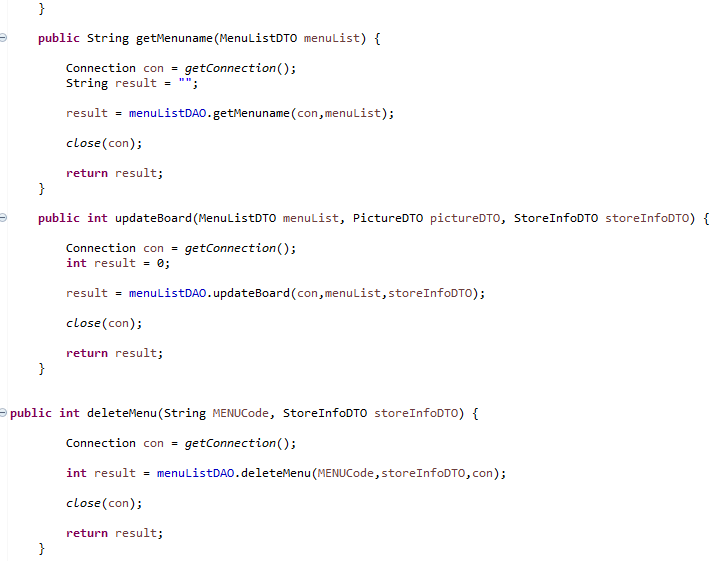 }
public String getMenuname(MenuListDTO menuList) {
Connection con = getConnection();
String result = "";
result = menuListDAO.getMenuname(con,menuList);
close(con);
return result;
}
public int updateBoard(MenuListDTO menuList, PictureDTO pictureDTO, StoreInfoDTO storeInfoDTO) {
Connection con = getConnection();
int result = 0;
result = menuListDAO.updateBoard(con,menuList,storeInfoDTO);
close(con);
return result;
}
public int deleteMenu(String MENUCode, StoreInfoDTO storeInfoDTO) {
Connection con = getConnection();
int result = menuListDAO.deleteMenu(MENUCode,storeInfoDTO,con);
close(con);
return result;
}